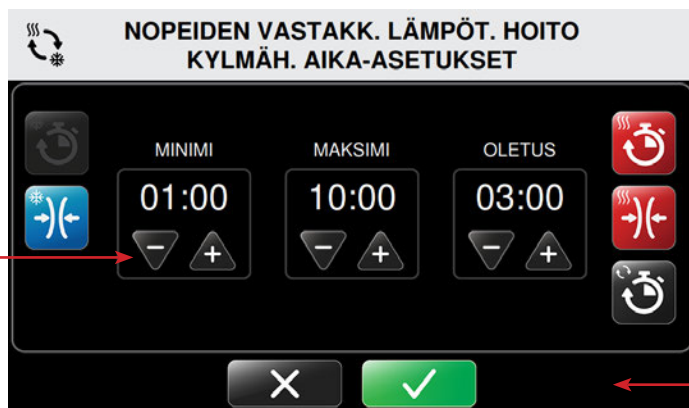 NOPEIDEN VASTAKK. LÄMPÖT. HOITO
KYLMÄH. AIKA-ASETUKSET
MINIMI MAKSIMI OLETUS
01:00 10:00 03:00